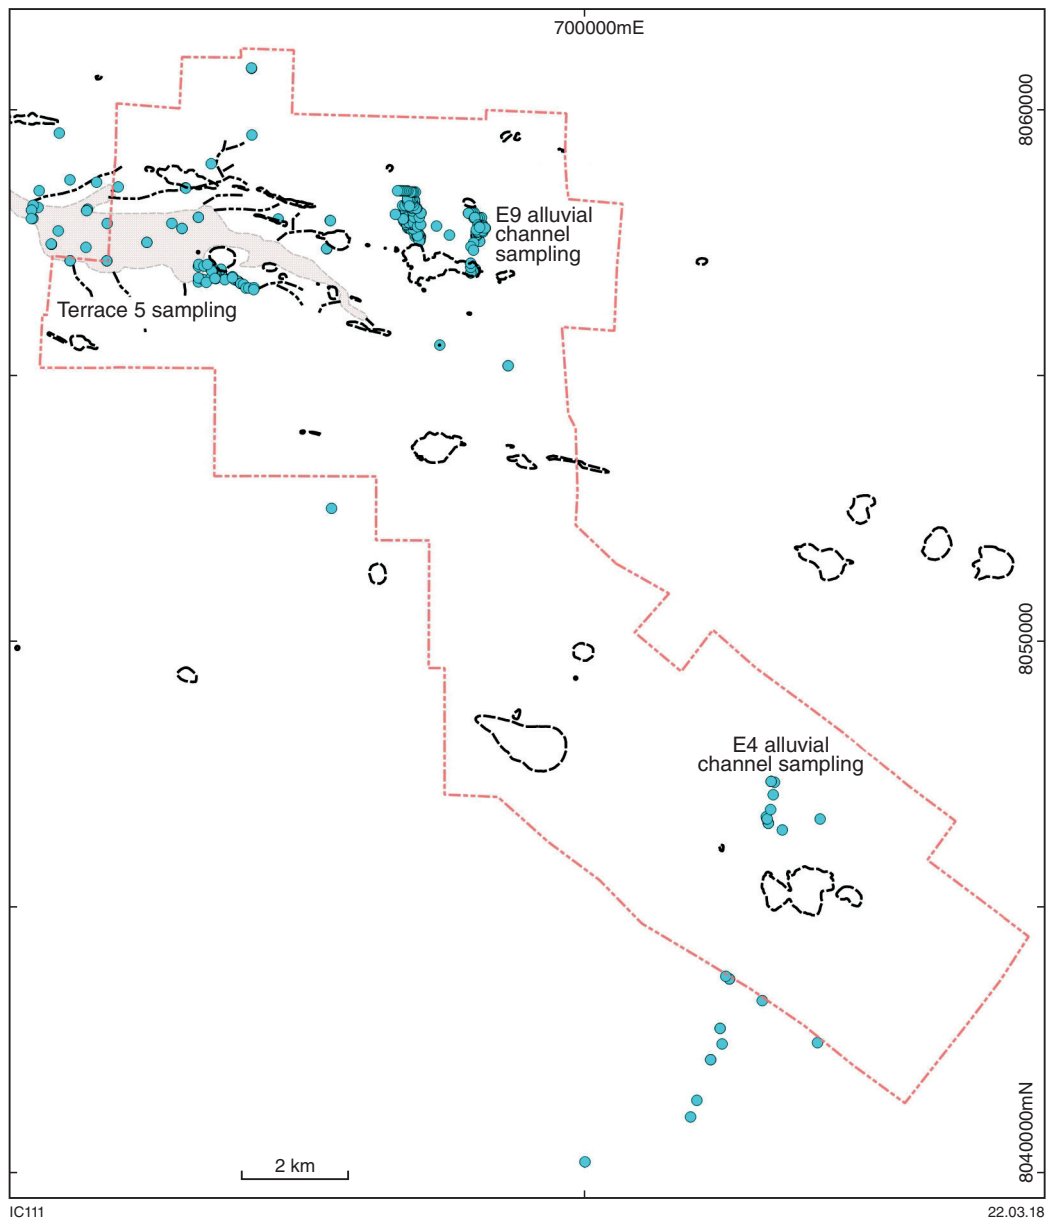 700000mE
8060000
E9 alluvial
channel
sampling
Terrace 5 sampling
8050000
E4 alluvial
channel sampling
8040000mN
2 km
IC111
22.03.18